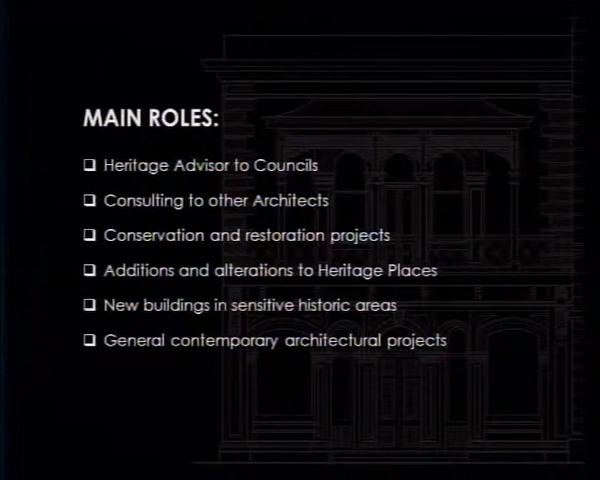 MAIN ROLES:
❑ Heritage Advisor to Councils
❑ Consulting to other Architects
❑ Conservation and restoration projects
❑ Additions and alterations to Heritage Places
❑ New buildings in sensitive historic areas
❑ General contemporary architectural projects